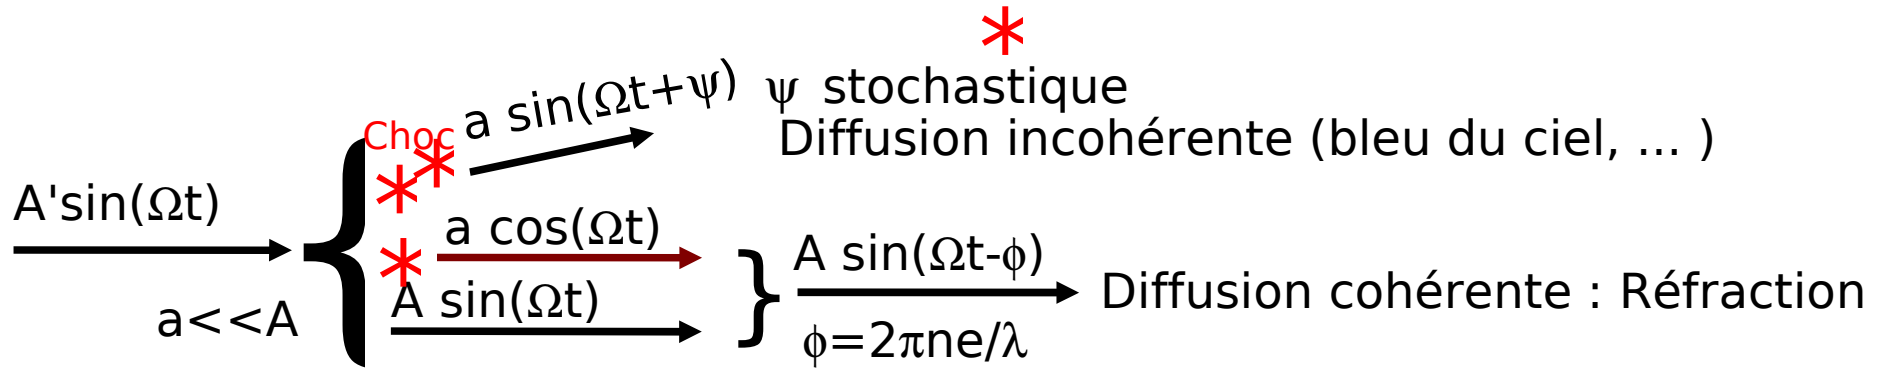 a sin(Ωt+ψ)
ψ stochastique
Diffusion incohérente (bleu du ciel, ... )
Choc
A'sin(Ωt)
a<<A
a cos(Ωt)
A sin(Ωt)
A sin(Ωt-ϕ)
ϕ=2πne/λ
Diffusion cohérente : Réfraction